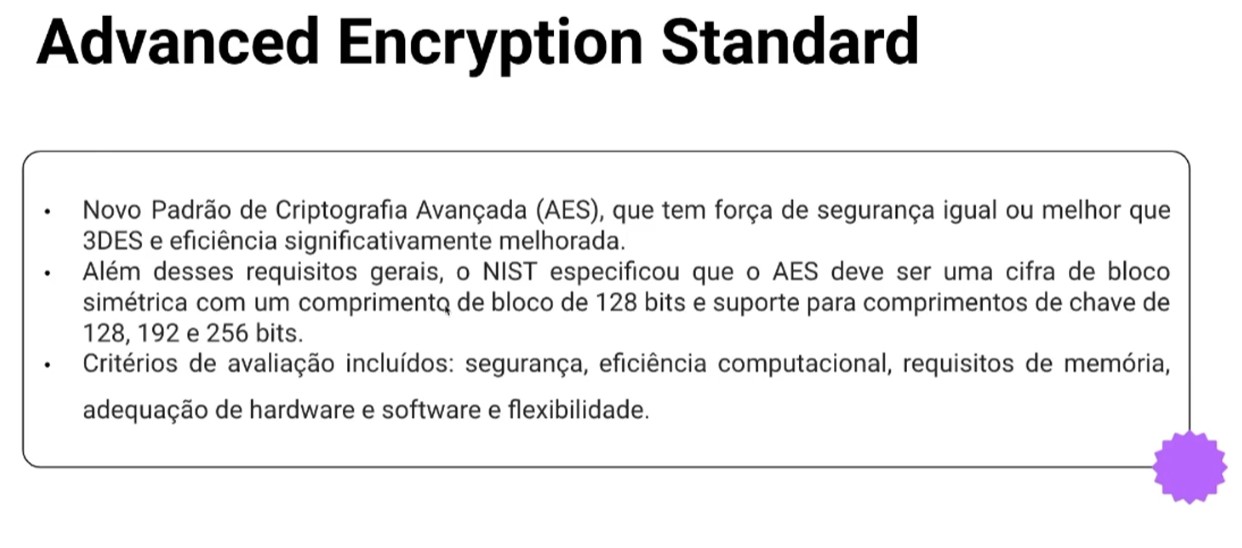 Advanced Encryption Standard
• Novo Padrão de Criptografia Avançada (AES), que tem força de segurança igual ou melhor que
3DES e eficiência significativamente melhorada.
• Além desses requisitos gerais, o NIST especificou que o AES deve ser uma cifra de bloco
simétrica com um comprimento de bloco de 128 bits e suporte para comprimentos de chave de
128, 192 e 256 bits.
• Critérios de avaliação incluídos: segurança, eficiência computacional, requisitos de memória,
adequação de hardware e software e flexibilidade.